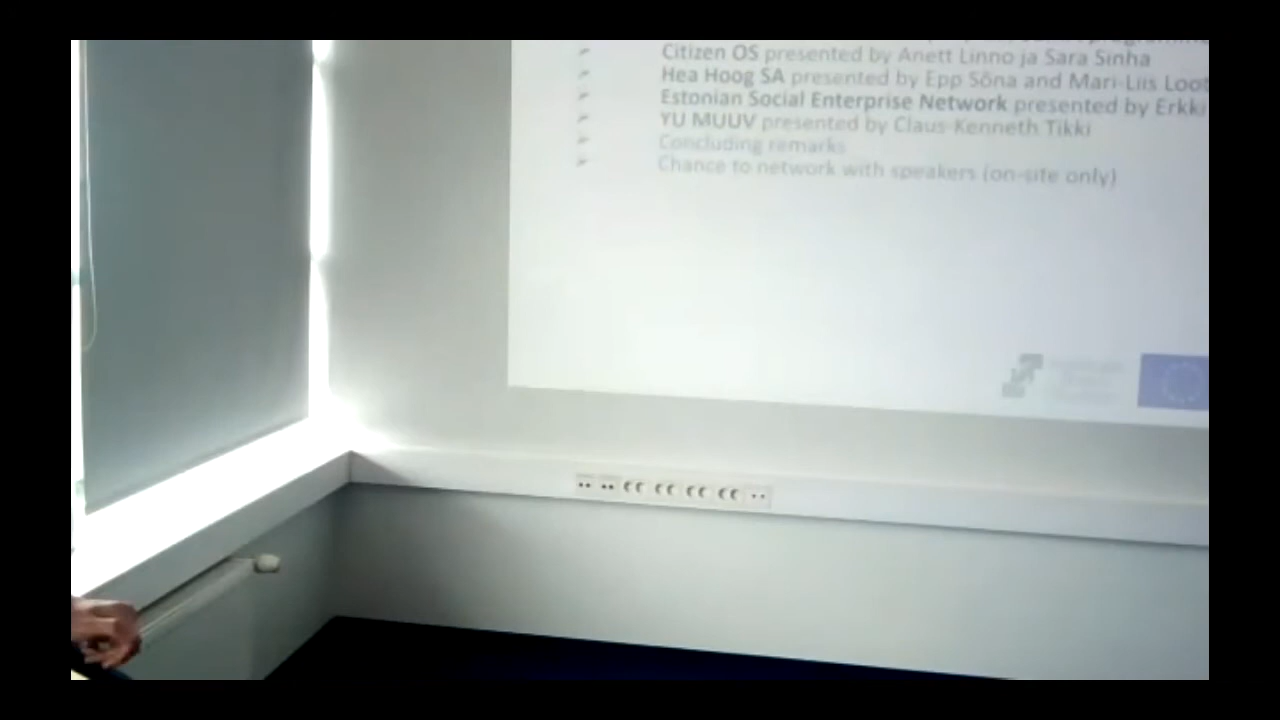 Citizen OS presented by Anett Linno ja Sara Sinha
Hea Hoog SA presented by Epp Sõna and Mari-Liis Loot
Estonian Social Enterprise Network presented by Erkki
YU MUUV presented by Claus-Kenneth Tikki
Concluding remarks
Chance to network with speakers (on-site only)